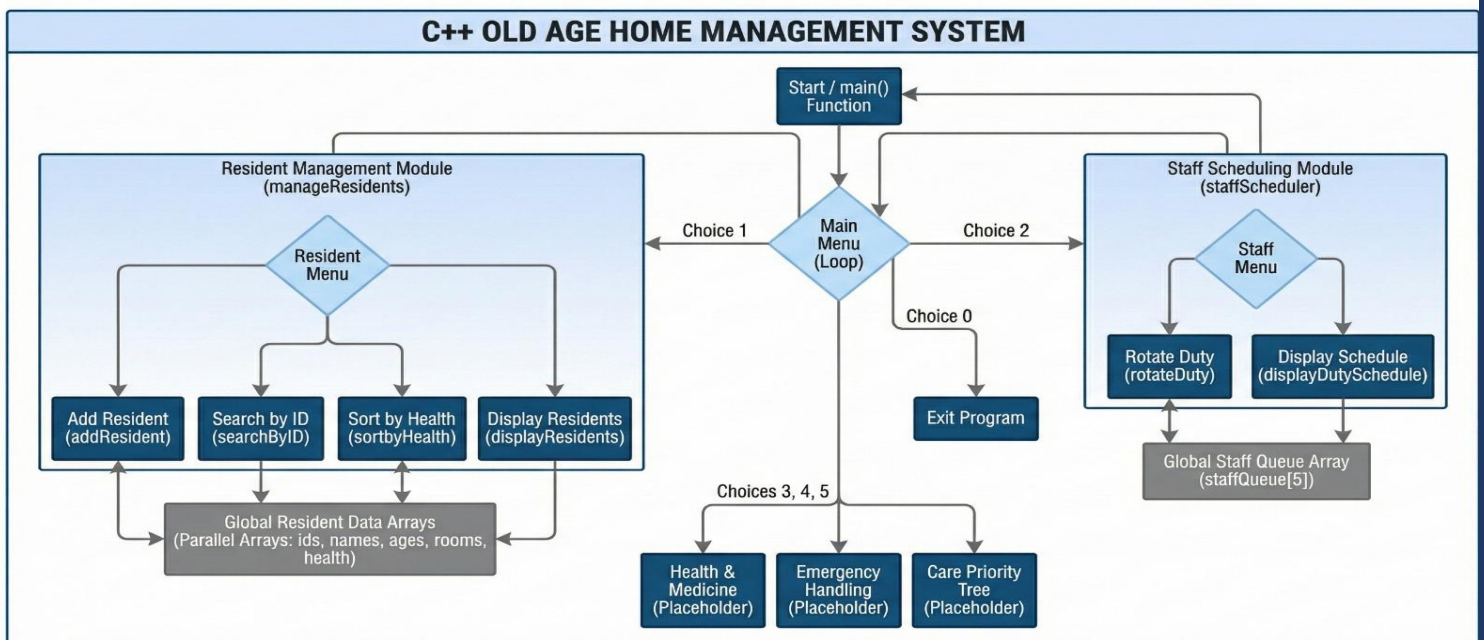 C++ OLD AGE HOME MANAGEMENT SYSTEM
Start / main()
Function
Resident Management Module
(manageResidents)
Staff Scheduling Module
(staffScheduler)
Resident
Menu
Choice 1
Main
Menu
(Loop)
Choice 2
Staff
Menu
Choice 0
Rotate Duty
(rotateDuty)
Display Schedule
(displayDutySchedule)
Add Resident
(addResident)
Search by ID
(searchByID)
Sort by Health
(sortbyHealth)
Display Residents
(displayResidents)
Exit Program
Global Staff Queue Array
(staffQueue[5])
Choices 3, 4, 5
Global Resident Data Arrays
(Parallel Arrays: ids, names, ages, rooms,
health)
Health &
Medicine
(Placeholder)
Emergency
Handling
(Placeholder)
Care Priority
Tree
(Placeholder)